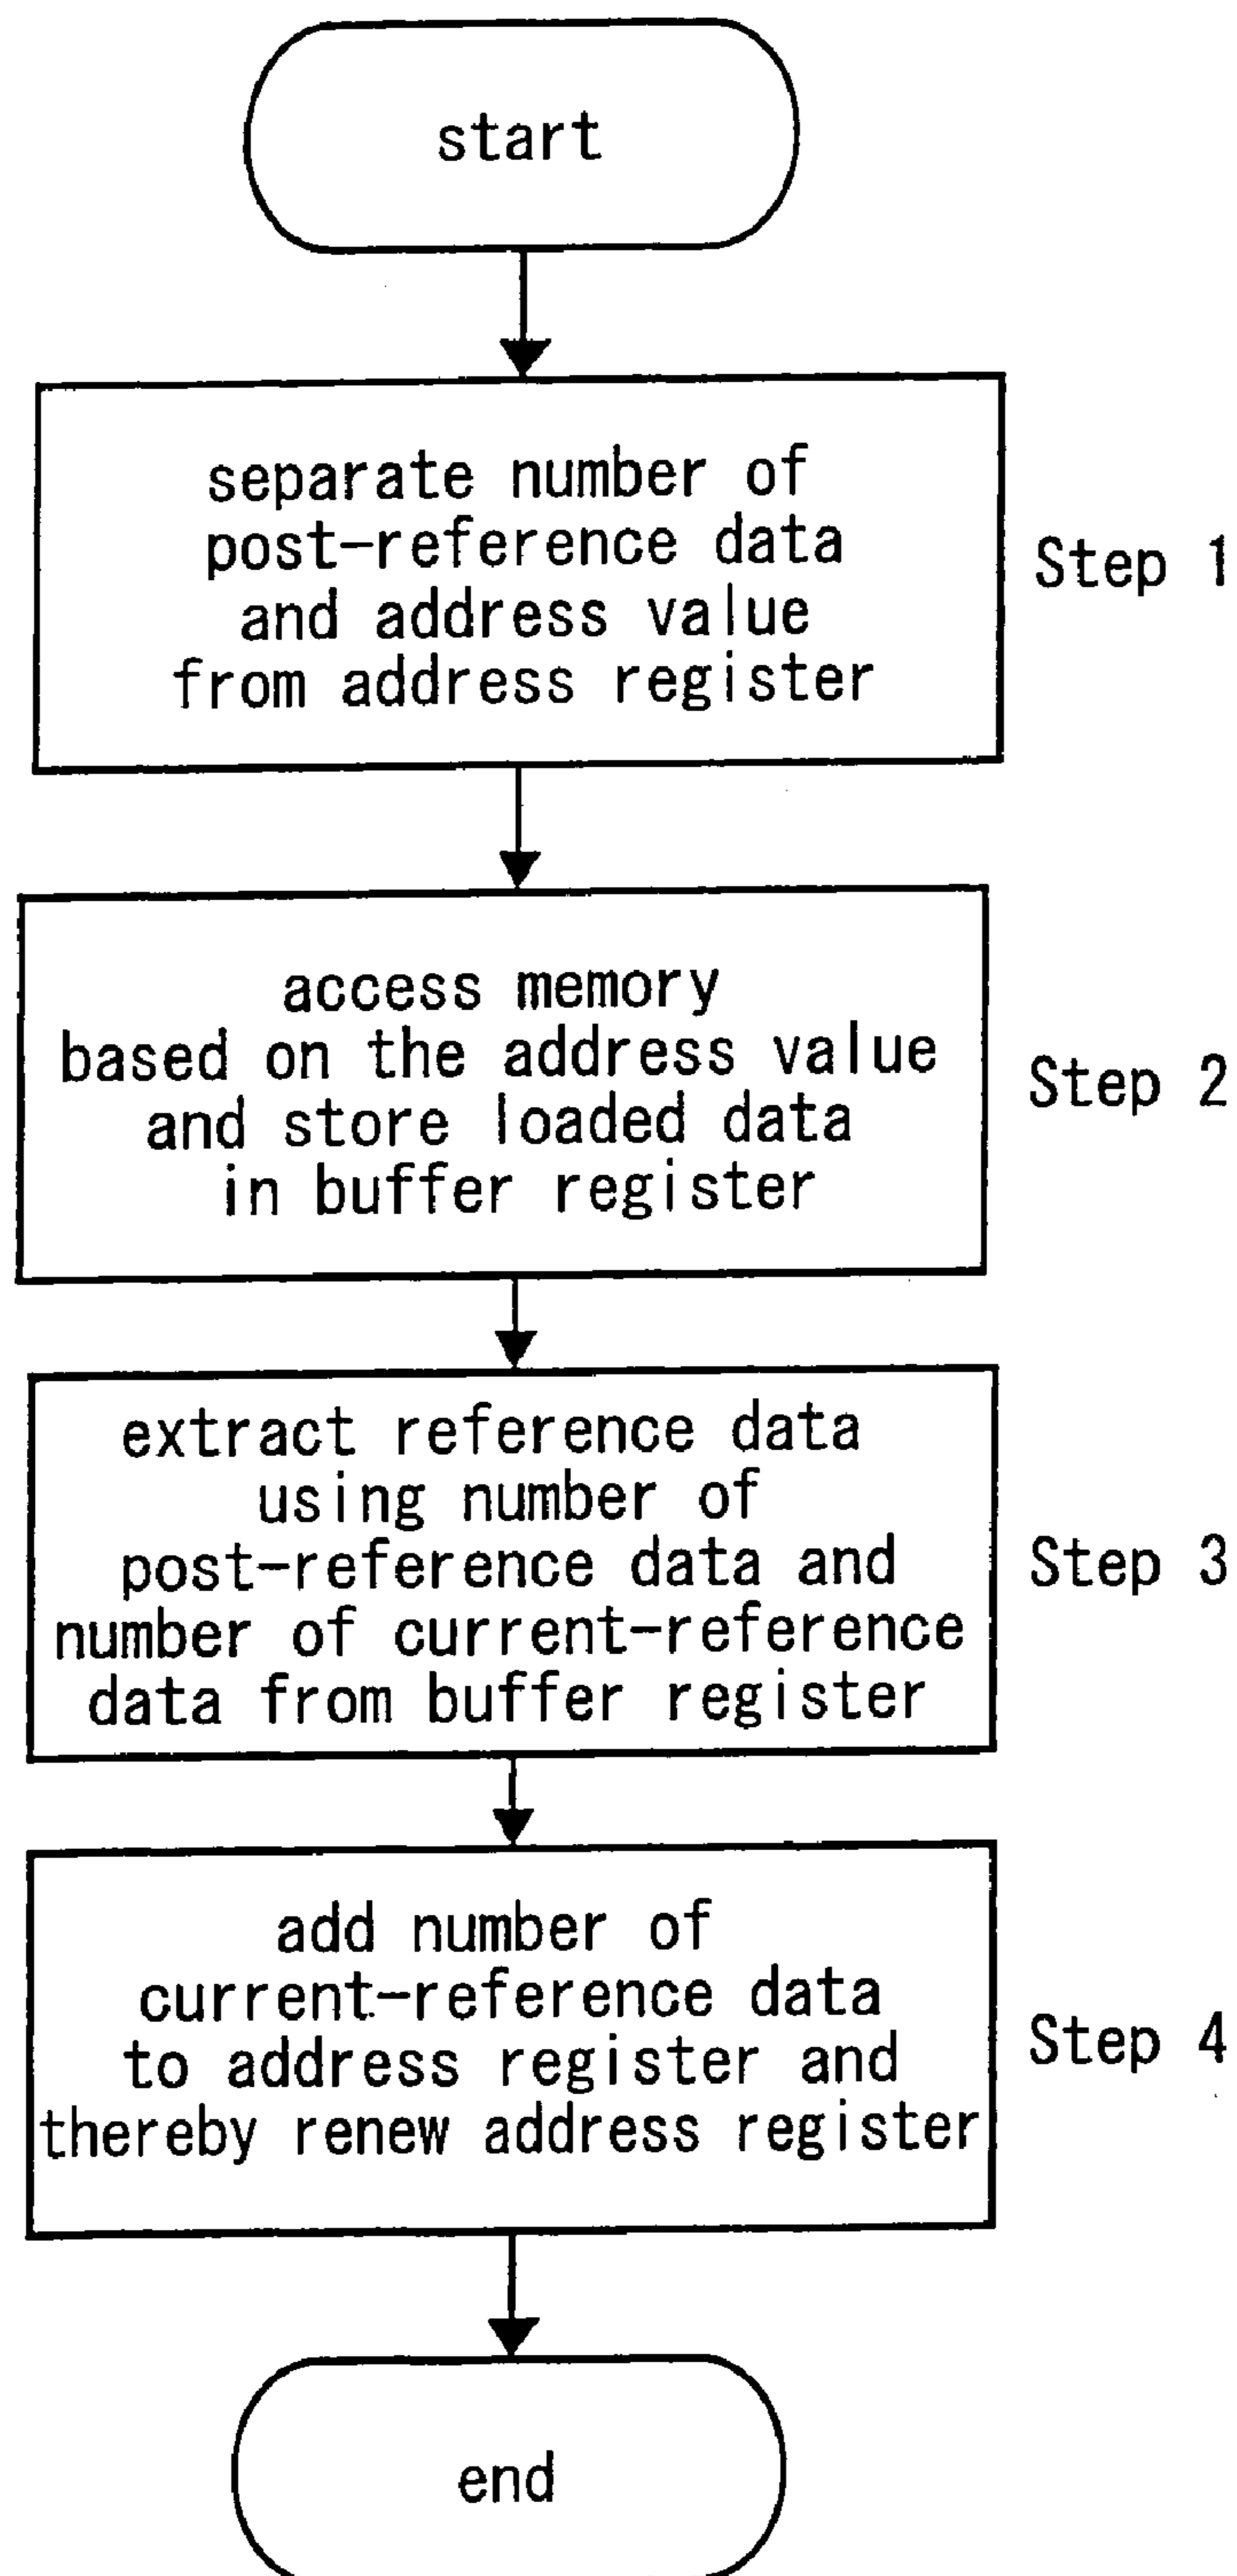 start
separate number of
post-reference data
and address value
from address register
Step 1
access memory
based on the address value
and store loaded data
in buffer register
Step 2
extract reference data
using number of
post-reference data and
number of current-reference
data from buffer register
Step 3
add number of
current-reference data
to address register and
thereby renew address register
Step 4
end